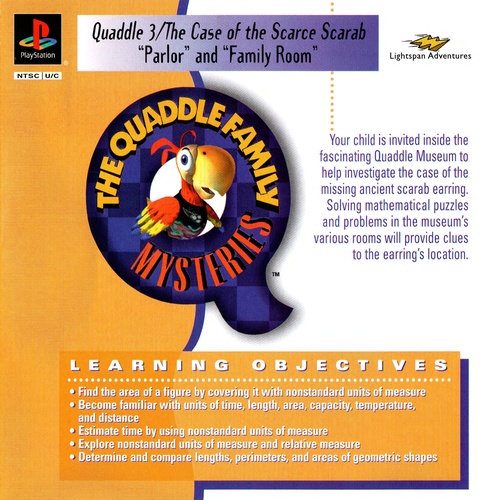 PlayStation
NTSC U/C
Quaddle 3/The Case of the Scarce Scarab
"Parlor" and "Family Room"
Lightspan Adventures
THE QUADDLE FAMILY
MYSTERIES
™
Your child is invited inside the
fascinating Quaddle Museum to
help investigate the case of the
missing ancient scarab earring.
Solving mathematical puzzles
and problems in the museum's
various rooms will provide clues
to the earring's location.
LEARNING OBJECTIVES
• Find the area of a figure by covering it with nonstandard units of measure
• Become familiar with units of time, length, area, capacity, temperature,
and distance
• Estimate time by using nonstandard units of measure
• Explore nonstandard units of measure and relative measure
• Determine and compare lengths, perimeters, and areas of geometric shapes